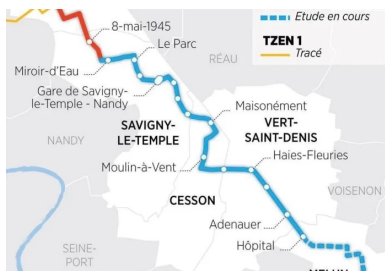 Etude en cours
TZEN 1
Tracé
8-mai-1945
Le Parc
RÉAU
Miroir-d'Eau
Gare de Savigny-
le-Temple - Nandy
Maisonément
SAVIGNY-
LE-TEMPLE
VERT-
SAINT-DENIS
NANDY
Haies-Fleuries
Moulin-à-Vent
VOISENON
CESSON
Adenauer
Hôpital
SEINE-
PORT
MELUN